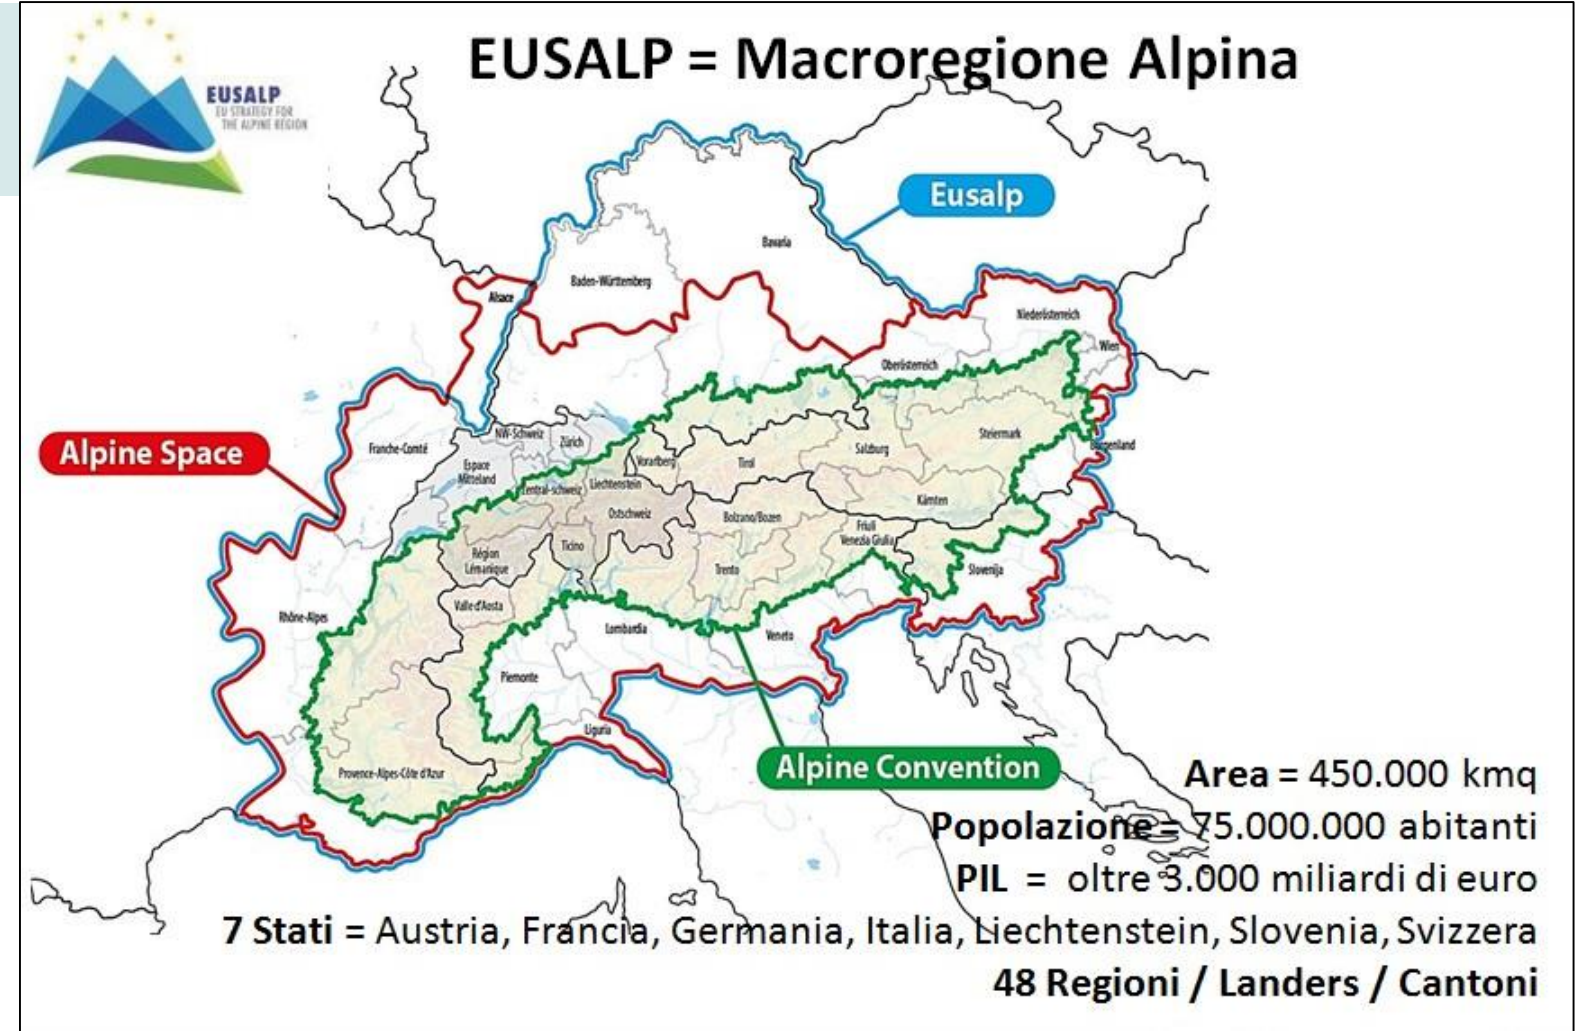 EUSALP = Macroregione Alpina
EUSALP
EU STRATEGY FOR
THE ALPINE REGION
Eusalp
Bavaria
Baden-Württemberg
Alsace
Niederösterreich
Wien
Oberösterreich
Alpine Space
Franche-Comté
NW-Schweiz
Zürich
Steiermark
Burgenland
Espace
Mitteland
Vorarlberg
Tirol
Salzburg
Zentral-schweiz
Liechtenstein
Ostschweiz
Kärnten
Bolzano/Bozen
Friuli
Venezia Giulia
Région
Lémanique
Ticino
Trento
Slovenija
Rhône-Alpes
Valle d'Aosta
Lombardia
Veneto
Piemonte
Liguria
Provence-Alpes-Côte d'Azur
Alpine Convention
Area = 450.000 kmq
Popolazione = 75.000.000 abitanti
PIL = oltre 3.000 miliardi di euro
7 Stati = Austria, Francia, Germania, Italia, Liechtenstein, Slovenia, Svizzera
48 Regioni / Landers / Cantoni